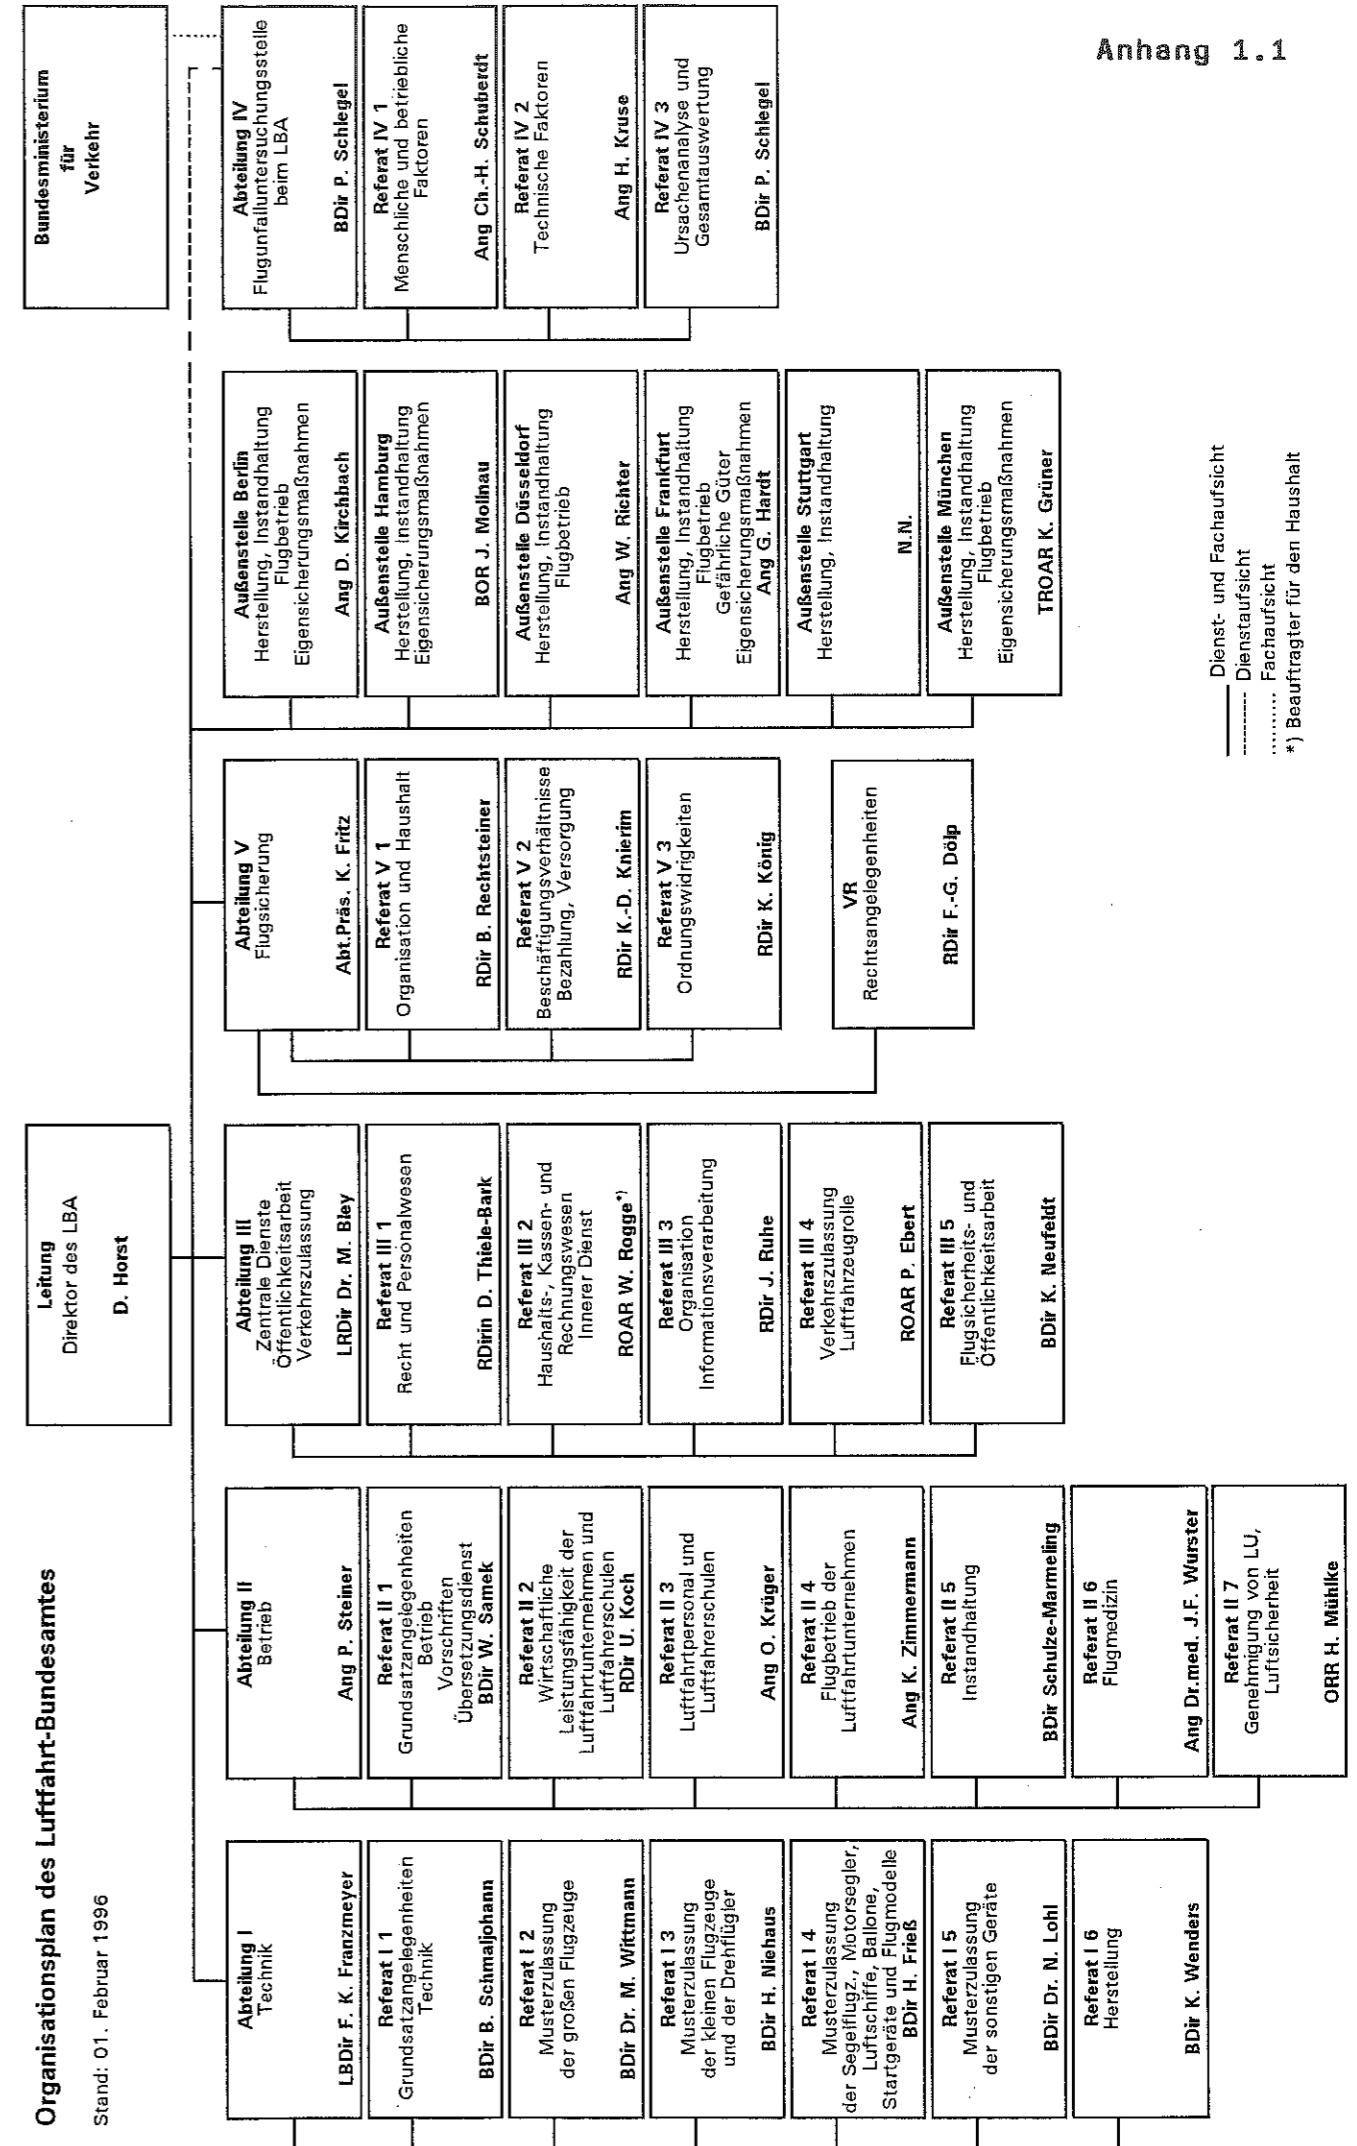 Anhang 1.1
Organisationsplan des Luftfahrt-Bundesamtes
Stand: 01. Februar 1996
Leitung
Direktor des LBA
D. Horst
Bundesministerium
für
Verkehr
Abteilung I
Technik
LBDir F. K. Franzmeyer
Referat I 1
Grundsatzangelegenheiten
Technik
BDir B. Schmaljohann
Referat I 2
Musterzulassung
der großen Flugzeuge
BDir Dr. M. Wittmann
Referat I 3
Musterzulassung
der kleinen Flugzeuge
und der Drehflügler
BDir H. Niehaus
Referat I 4
Musterzulassung
der Segelflugz., Motorsegler,
Luftschiffe, Ballone,
Startgeräte und Flugmodelle
BDir H. Frieß
Referat I 5
Musterzulassung
der sonstigen Geräte
BDir Dr. N. Lohl
Referat I 6
Herstellung
BDir K. Wenders
Abteilung II
Betrieb
Ang P. Steiner
Referat II 1
Grundsatzangelegenheiten
Betrieb
Vorschriften
Übersetzungsdienst
BDir W. Samek
Referat II 2
Wirtschaftliche
Leistungsfähigkeit der
Luftfahrtunternehmen und
Luftfahrerschulen
RDir U. Koch
Referat II 3
Luftfahrtpersonal und
Luftfahrerschulen
Ang O. Krüger
Referat II 4
Flugbetrieb der
Luftfahrtunternehmen
Ang K. Zimmermann
Referat II 5
Instandhaltung
BDir Schulze-Marmeling
Referat II 6
Flugmedizin
Ang Dr.med. J.F. Wurster
Referat II 7
Genehmigung von LU,
Luftsicherheit
ORR H. Mühlke
Abteilung III
Zentrale Dienste
Öffentlichkeitsarbeit
Verkehrszulassung
LRDir Dr. M. Bley
Referat III 1
Recht und Personalwesen
RDirin D. Thiele-Bark
Referat III 2
Haushalts-, Kassen- und
Rechnungswesen
Innerer Dienst
ROAR W. Rogge*)
Referat III 3
Organisation
Informationsverarbeitung
RDir J. Ruhe
Referat III 4
Verkehrszulassung
Luftfahrzeugrolle
ROAR P. Ebert
Referat III 5
Flugsicherheits- und
Öffentlichkeitsarbeit
BDir K. Neufeldt
Abteilung V
Flugsicherung
Abt.Präs. K. Fritz
Referat V 1
Organisation und Haushalt
RDir B. Rechtsteiner
Referat V 2
Beschäftigungsverhältnisse
Bezahlung, Versorgung
RDir K.-D. Knierim
Referat V 3
Ordnungswidrigkeiten
RDir K. König
VR
Rechtsangelegenheiten
RDir F.-G. Dölp
Außenstelle Berlin
Herstellung, Instandhaltung
Flugbetrieb
Eigensicherungsmaßnahmen
Ang D. Kirchbach
Außenstelle Hamburg
Herstellung, Instandhaltung
Eigensicherungsmaßnahmen
BOR J. Mollnau
Außenstelle Düsseldorf
Herstellung, Instandhaltung
Flugbetrieb
Ang W. Richter
Außenstelle Frankfurt
Herstellung, Instandhaltung
Flugbetrieb
Gefährliche Güter
Eigensicherungsmaßnahmen
Ang G. Hardt
Außenstelle Stuttgart
Herstellung, Instandhaltung
N.N.
Außenstelle München
Herstellung, Instandhaltung
Flugbetrieb
Eigensicherungsmaßnahmen
TROAR K. Grüner
Abteilung IV
Flugunfalluntersuchungsstelle
beim LBA
BDir P. Schlegel
Referat IV 1
Menschliche und betriebliche
Faktoren
Ang Ch.-H. Schuberdt
Referat IV 2
Technische Faktoren
Ang H. Kruse
Referat IV 3
Ursachenanalyse und
Gesamtauswertung
BDir P. Schlegel
Dienst- und Fachaufsicht
Dienstaufsicht
Fachaufsicht
*) Beauftragter für den Haushalt